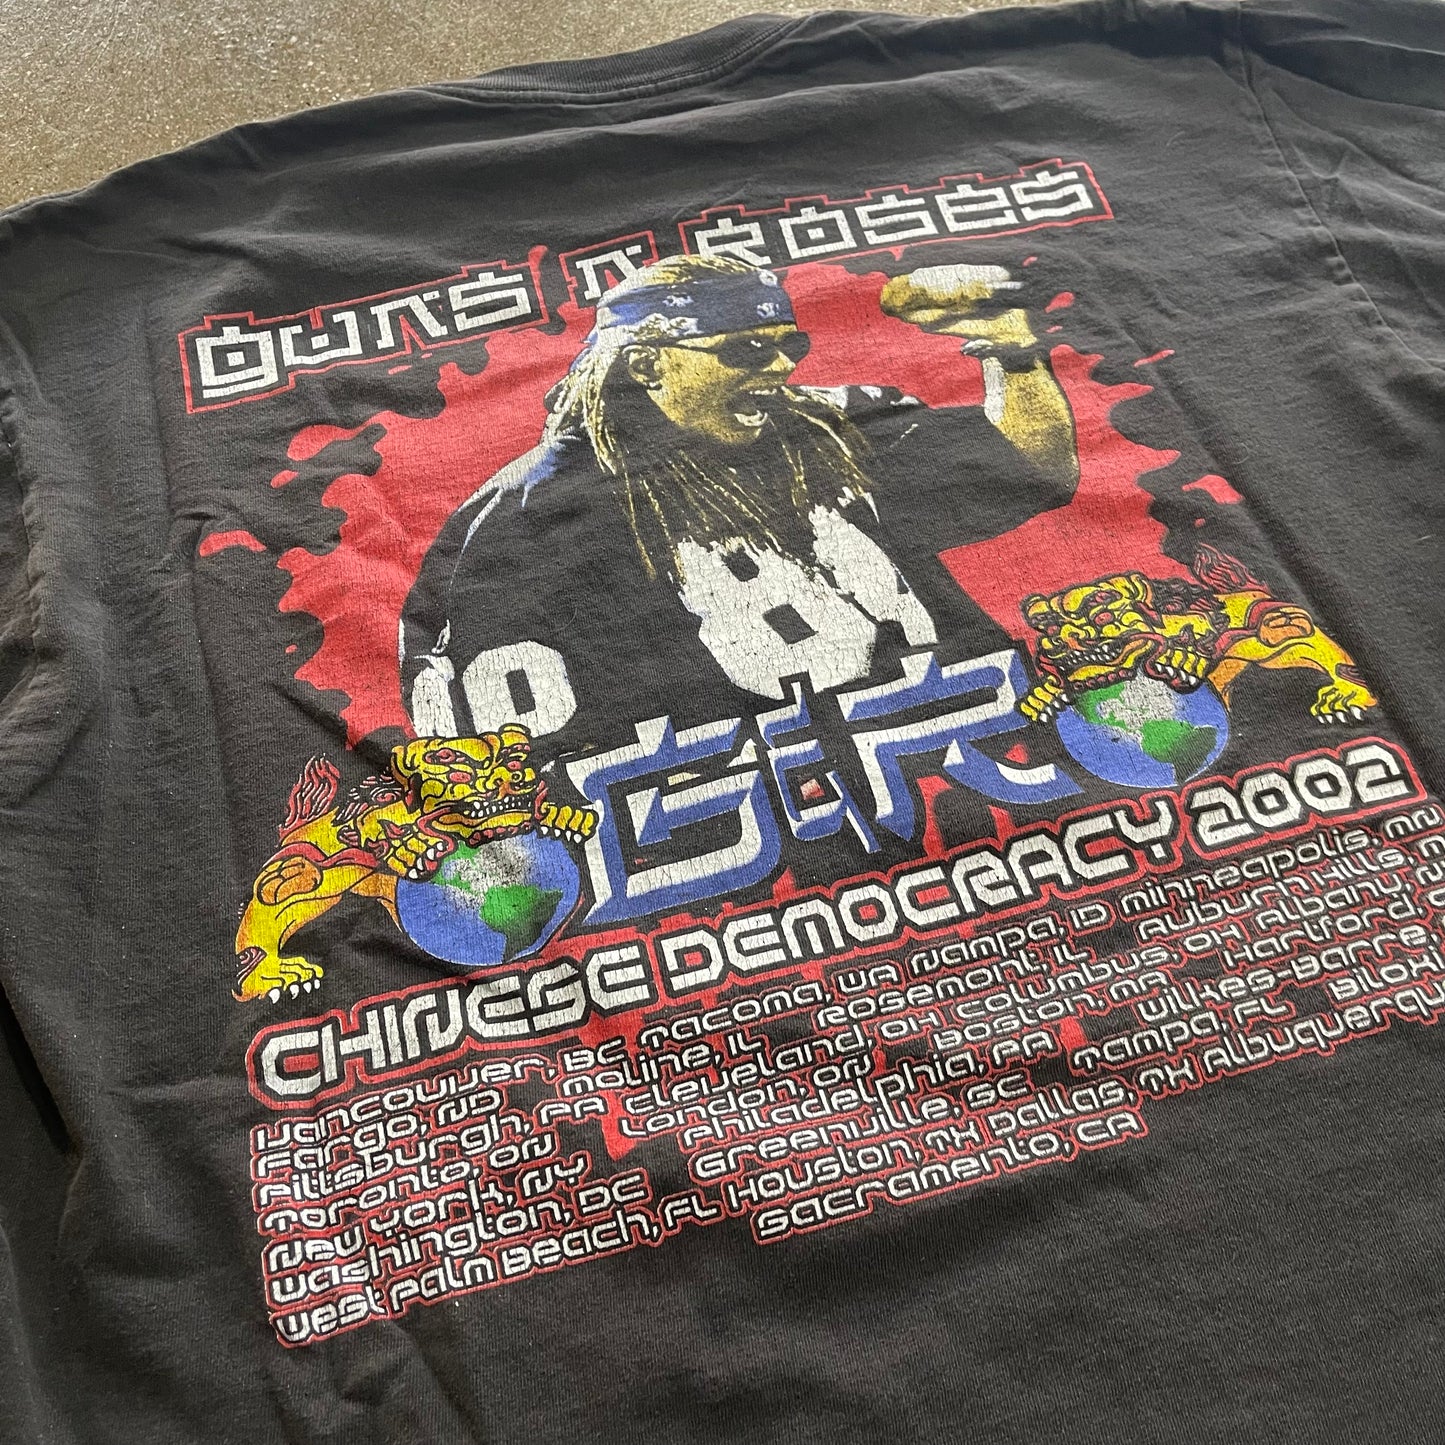 GUNS N' ROSES
80
GNR
CHINESE DEMOCRACY 2002
Vancouver, BC Tacoma, WA Nampa, ID Minneapolis, MN
Fargo, ND Moline, IL Rosemont, IL Auburn Hills,
Pittsburgh, PA Cleveland, OH Columbus, OH Albany,
Toronto, ON London, ON Boston, MA Hartford,
New York, NY Philadelphia, PA Wilkes-Barre,
Washington, DC Greenville, SC Tampa, FL Biloxi
West Palm Beach, FL Houston, TX Dallas, TX Albuquerque
Sacramento, CA